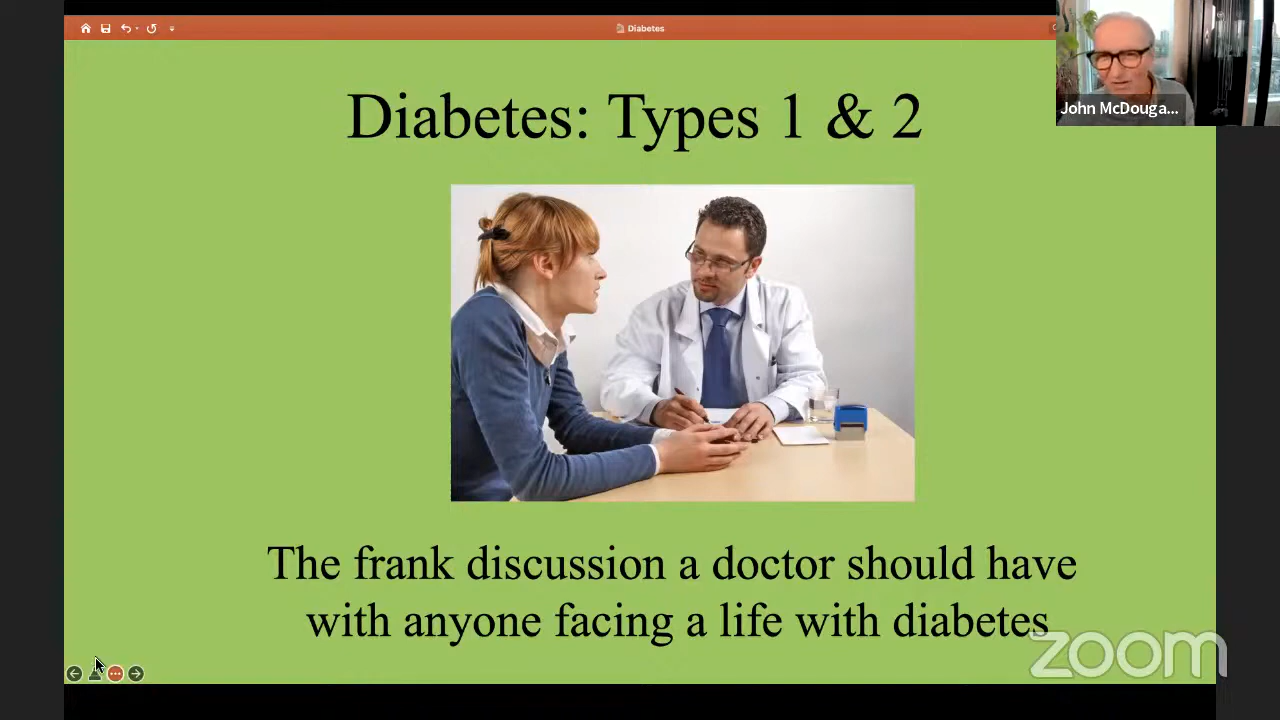 Diabetes
John McDouga...
Diabetes: Types 1 & 2
The frank discussion a doctor should have
with anyone facing a life with diabetes
zoom